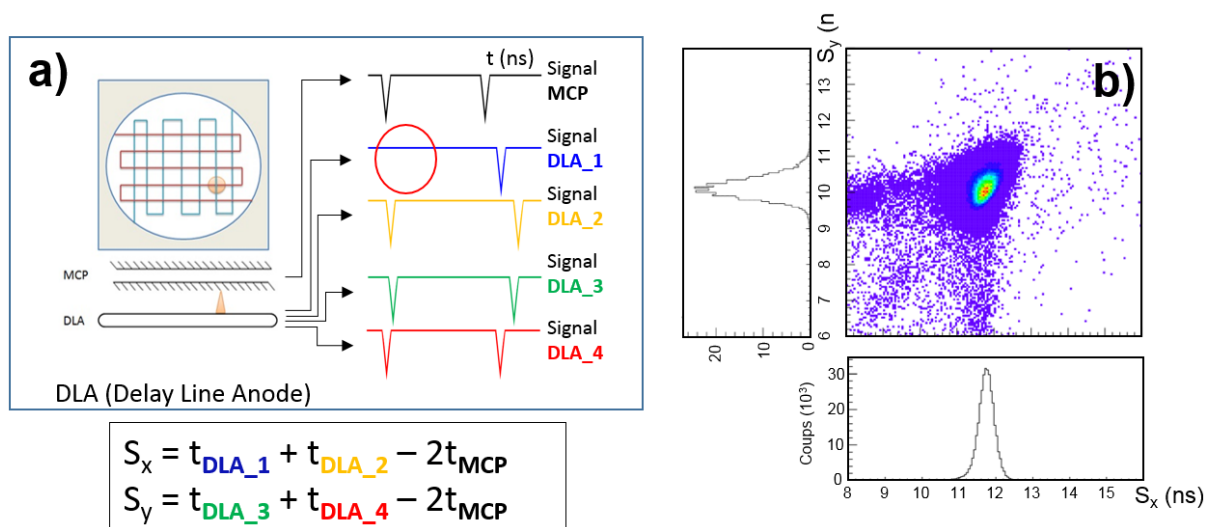 a)
t (ns)
Signal
MCP
Signal
DLA_1
Signal
DLA_2
Signal
DLA_3
Signal
DLA_4
MCP
DLA
DLA (Delay Line Anode)
Sx = tDLA_1 + tDLA_2 – 2tMCP
Sy = tDLA_3 + tDLA_4 – 2tMCP
b)
Sy (n
13
12
11
10
9
8
7
6
20
10
0
Coups (10³)
30
20
10
0
8 9 10 11 12 13 14 15 Sx (ns)